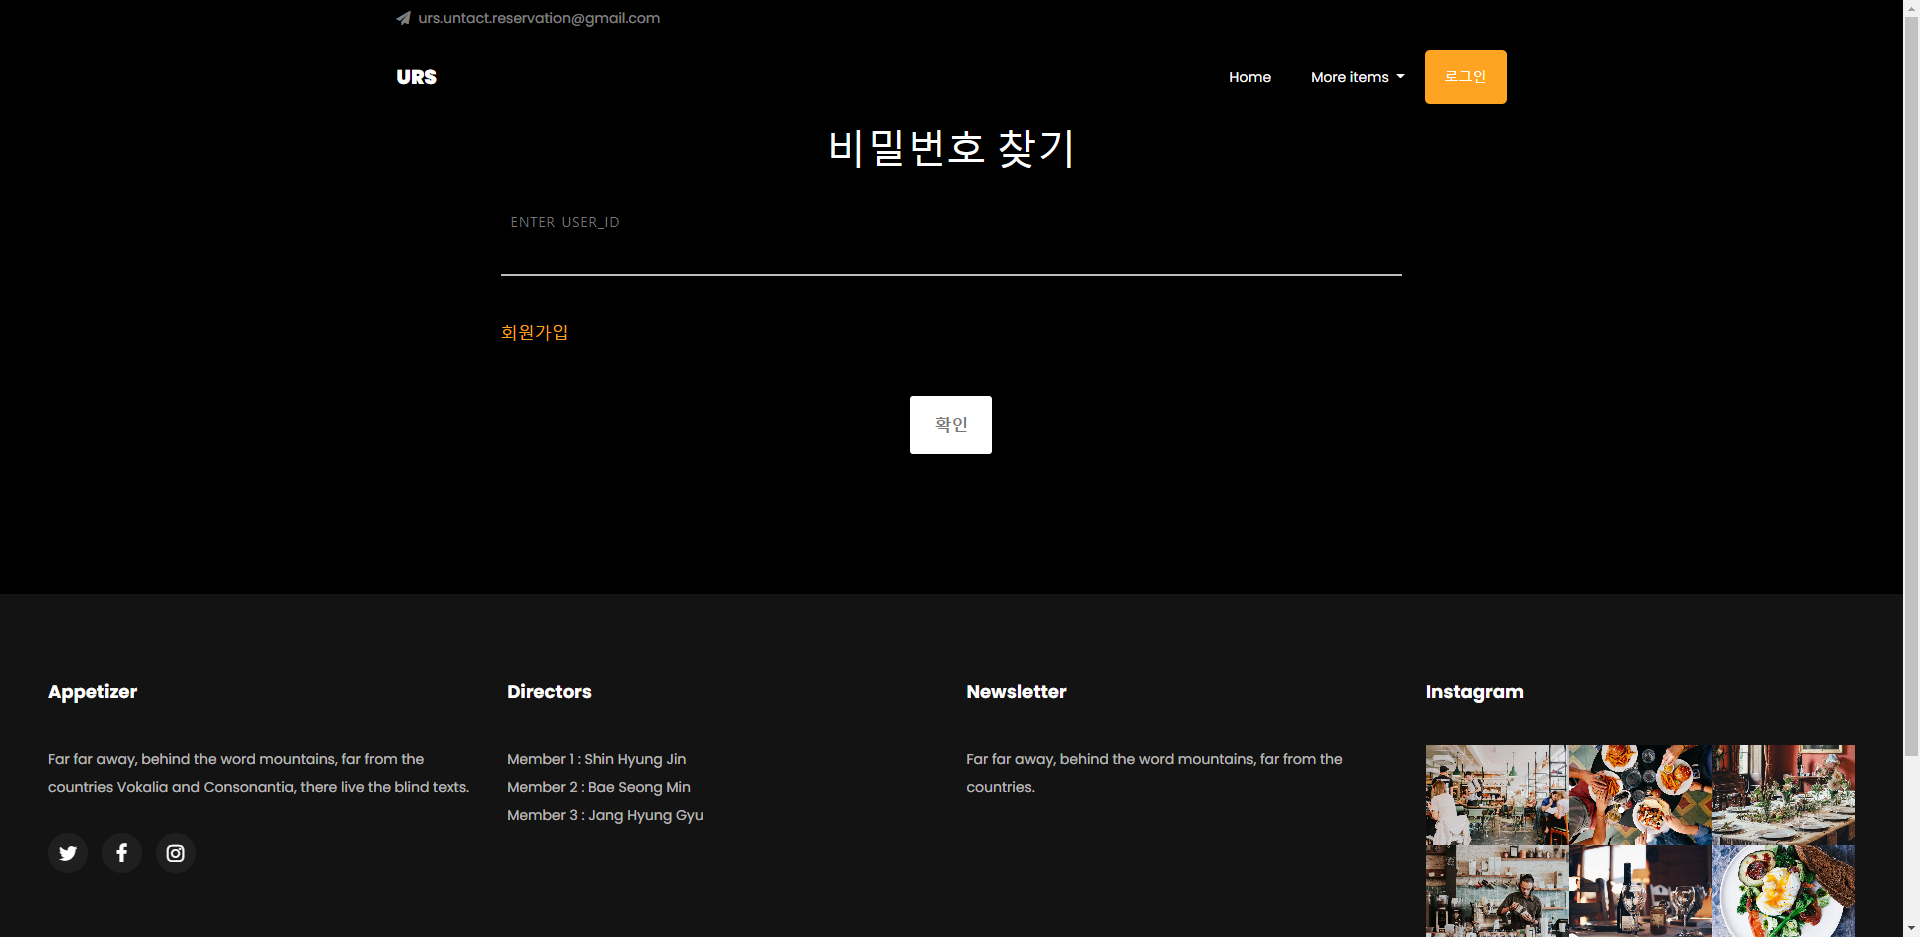 urs.untact.reservation@gmail.com
URS
Home
More items
로그인
비밀번호 찾기
ENTER USER_ID
회원가입
확인
Appetizer
Far far away, behind the word mountains, far from the
countries Vokalia and Consonantia, there live the blind texts.
Directors
Member 1 : Shin Hyung Jin
Member 2 : Bae Seong Min
Member 3 : Jang Hyung Gyu
Newsletter
Far far away, behind the word mountains, far from the
countries.
Instagram